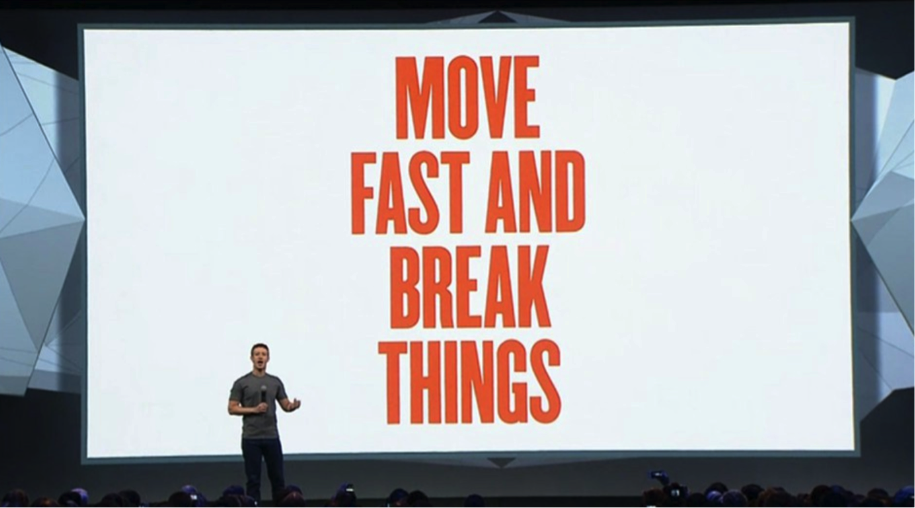 MOVE
FAST AND
BREAK
THINGS